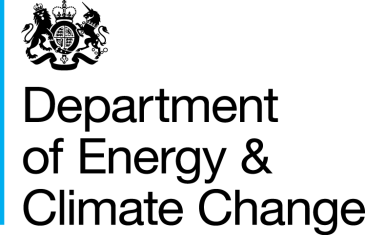 Department
of Energy &
Climate Change